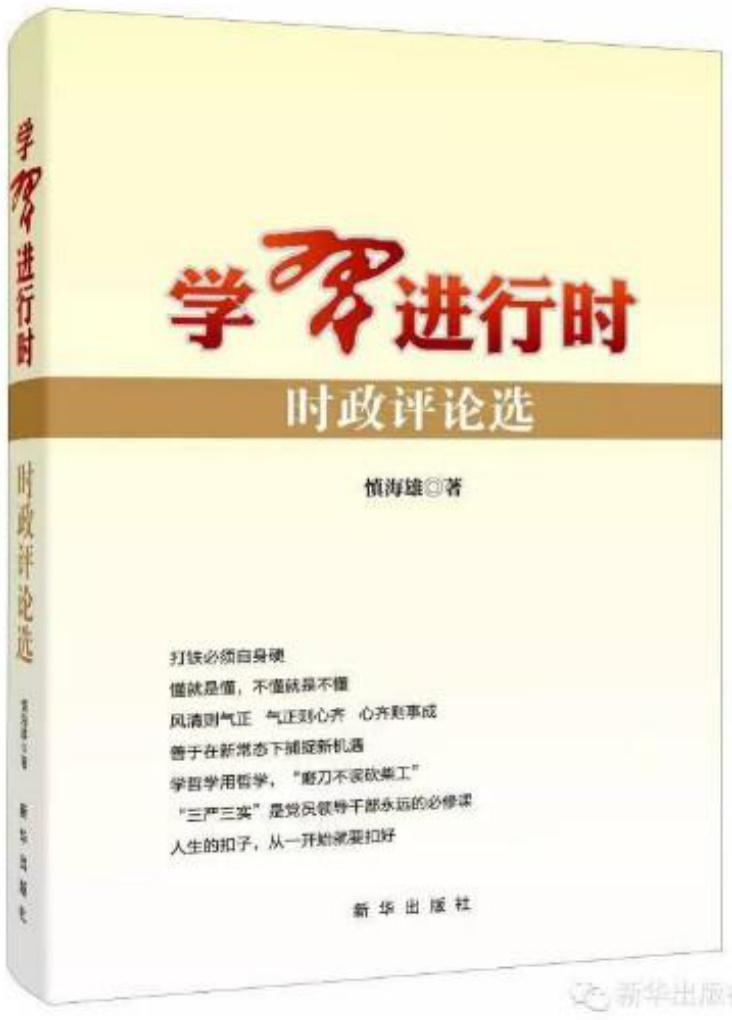 学习进行时
时政评论选
慎海雄◎著
打铁必须自身硬
懂就是懂，不懂就是不懂
风清则气正 气正则心齐 心齐则事成
善于在新常态下捕捉新机遇
学哲学用哲学，“磨刀不误砍柴工”
“三严三实”是党员领导干部永远的必修课
人生的扣子，从一开始就要扣好
新华出版社
学习进行时
时政评论选
慎海雄◎著
新华出版社
新华出版社